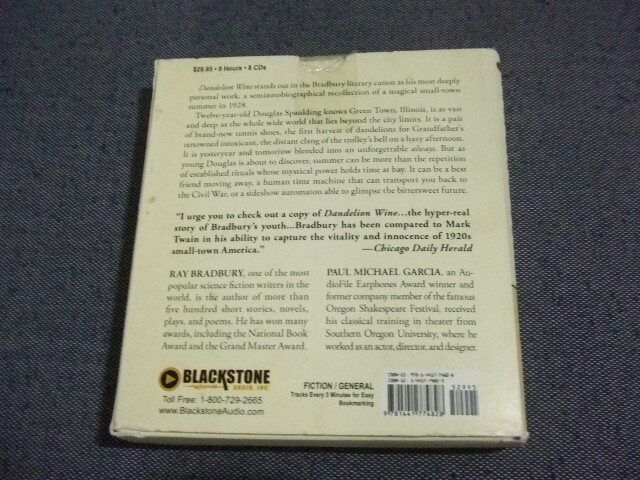 $29.95 • 9 Hours • 8 CDs
Dandelion Wine stands out in the Bradbury literary canon as his most deeply
personal work, a semiautobiographical recollection of a magical small-town
summer in 1928.
Twelve-year-old Douglas Spaulding knows Green Town, Illinois, is as vast
and deep as the whole wide world that lies beyond the city limits. It is a pair
of brand-new tennis shoes, the first harvest of dandelions for Grandfather's
renowned intoxicant, the distant clang of the trolley's bell on a hazy afternoon.
It is yesteryear and tomorrow blended into an unforgettable always. But as
young Douglas is about to discover, summer can be more than the repetition
of established rituals whose mystical power holds time at bay. It can be a best
friend moving away, a human time machine that can transport you back to
the Civil War, or a sideshow automaton able to glimpse the bittersweet future.
"I urge you to check out a copy of Dandelion Wine...the hyper-real
story of Bradbury's youth...Bradbury has been compared to Mark
Twain in his ability to capture the vitality and innocence of 1920s
small-town America."
—Chicago Daily Herald
RAY BRADBURY, one of the most
popular science fiction writers in the
world, is the author of more than
five hundred short stories, novels,
plays, and poems. He has won many
awards, including the National Book
Award and the Grand Master Award.
PAUL MICHAEL GARCIA, an Au-
dioFile Earphones Award winner and
former company member of the famous
Oregon Shakespeare Festival, received
his classical training in theater from
Southern Oregon University, where he
worked as an actor, director, and designer.
BLACKSTONE
AUDIO, INC.
Toll Free: 1-800-729-2665
www.BlackstoneAudio.com
FICTION / GENERAL
Tracks Every 3 Minutes for Easy
Bookmarking
52995